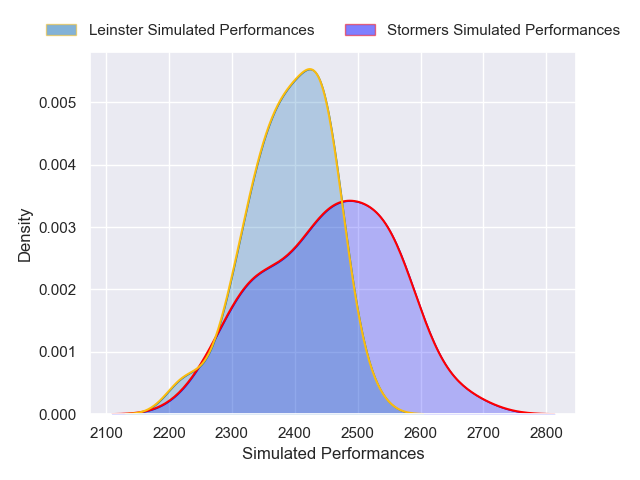 Leinster Simulated Performances Stormers Simulated Performances
0.005
0.004
0.003
0.002
0.001
0.000
Density
2100 2200 2300 2400 2500 2600 2700 2800
Simulated Performances